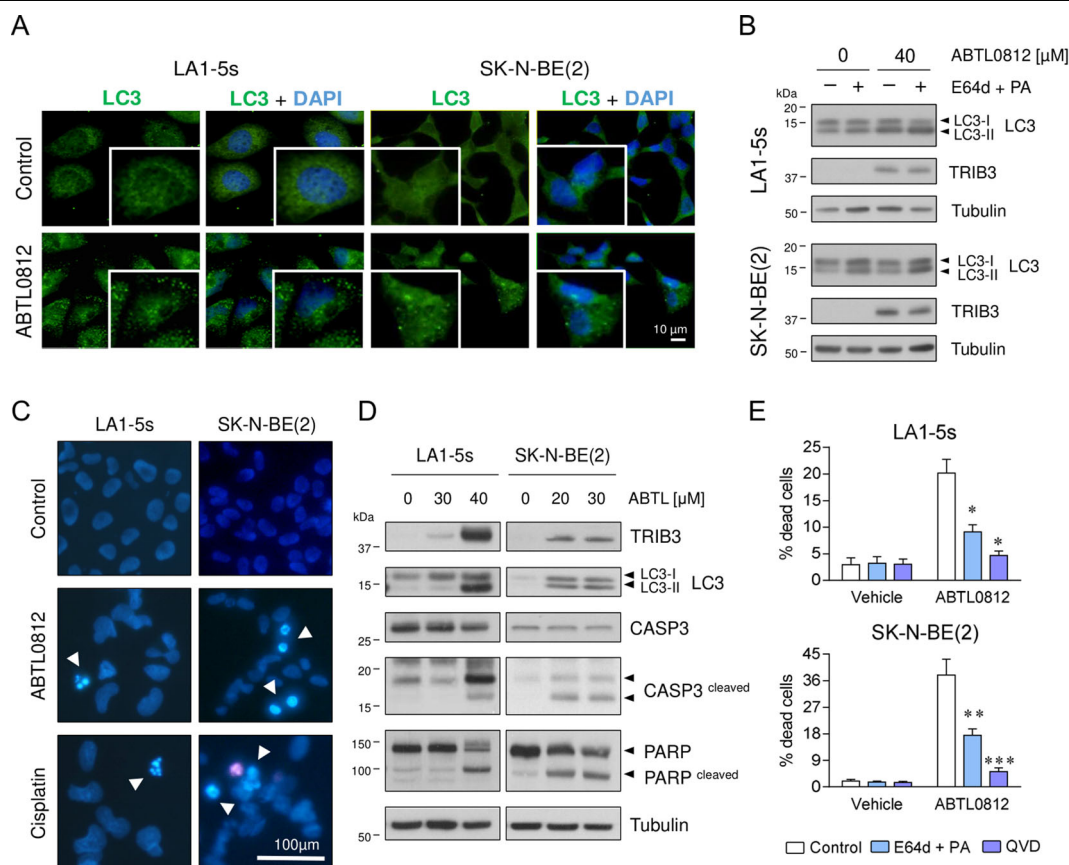 A
LA1-5s SK-N-BE(2)
LC3 LC3 + DAPI LC3 LC3 + DAPI
Control
ABTL0812
10 µm
B
0 40 ABTL0812 [µM]
− + − + E64d + PA
kDa
LA1-5s
20
15
LC3-I
LC3-II
LC3
37
TRIB3
50
Tubulin
SK-N-BE(2)
20
15
LC3-I
LC3-II
LC3
37
TRIB3
50
Tubulin
C
LA1-5s SK-N-BE(2)
Control
ABTL0812
Cisplatin
100µm
D
LA1-5s SK-N-BE(2)
0 30 40 0 20 30 ABTL [µM]
kDa
37
TRIB3
15
LC3-I
LC3-II
LC3
25
CASP3
20
15
CASP3 cleaved
150
100
PARP
PARP cleaved
50
Tubulin
E
LA1-5s
% dead cells
25
20
15
10
5
0
*
*
Vehicle ABTL0812
SK-N-BE(2)
% dead cells
45
36
27
18
9
0
**
***
Vehicle ABTL0812
Control E64d + PA QVD